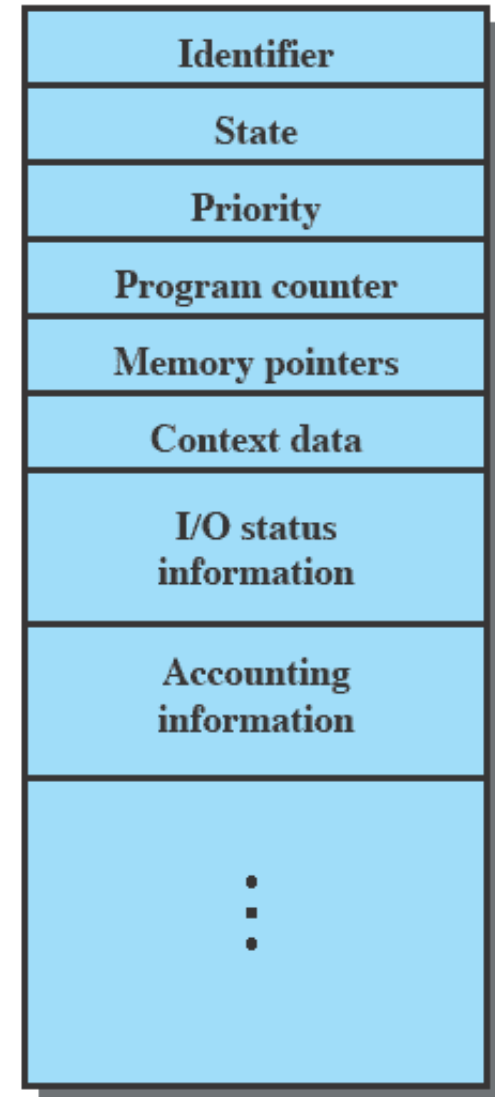 Identifier
State
Priority
Program counter
Memory pointers
Context data
I/O status
information
Accounting
information